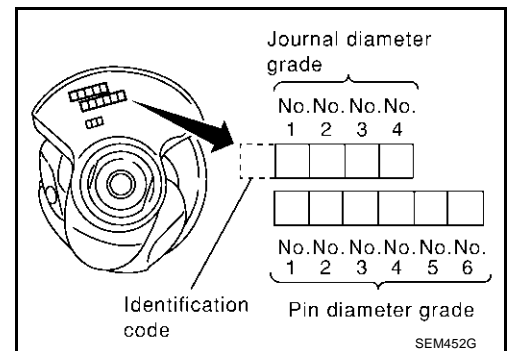 Journal diameter
grade
No. No. No. No.
1 2 3 4
No. No. No. No. No. No.
1 2 3 4 5 6
Identification
code
Pin diameter grade
SEM452G